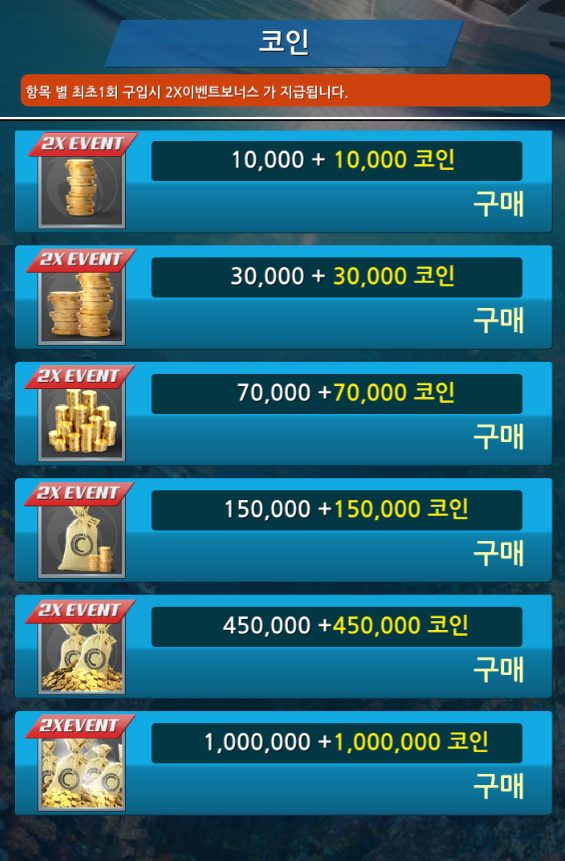 코인
항목 별 최초1회 구입시 2X이벤트보너스 가 지급됩니다.
2X EVENT
10,000 + 10,000 코인
구매
2X EVENT
30,000 + 30,000 코인
구매
2X EVENT
70,000 +70,000 코인
구매
2X EVENT
150,000 +150,000 코인
구매
2X EVENT
450,000 +450,000 코인
구매
2X EVENT
1,000,000 +1,000,000 코인
구매